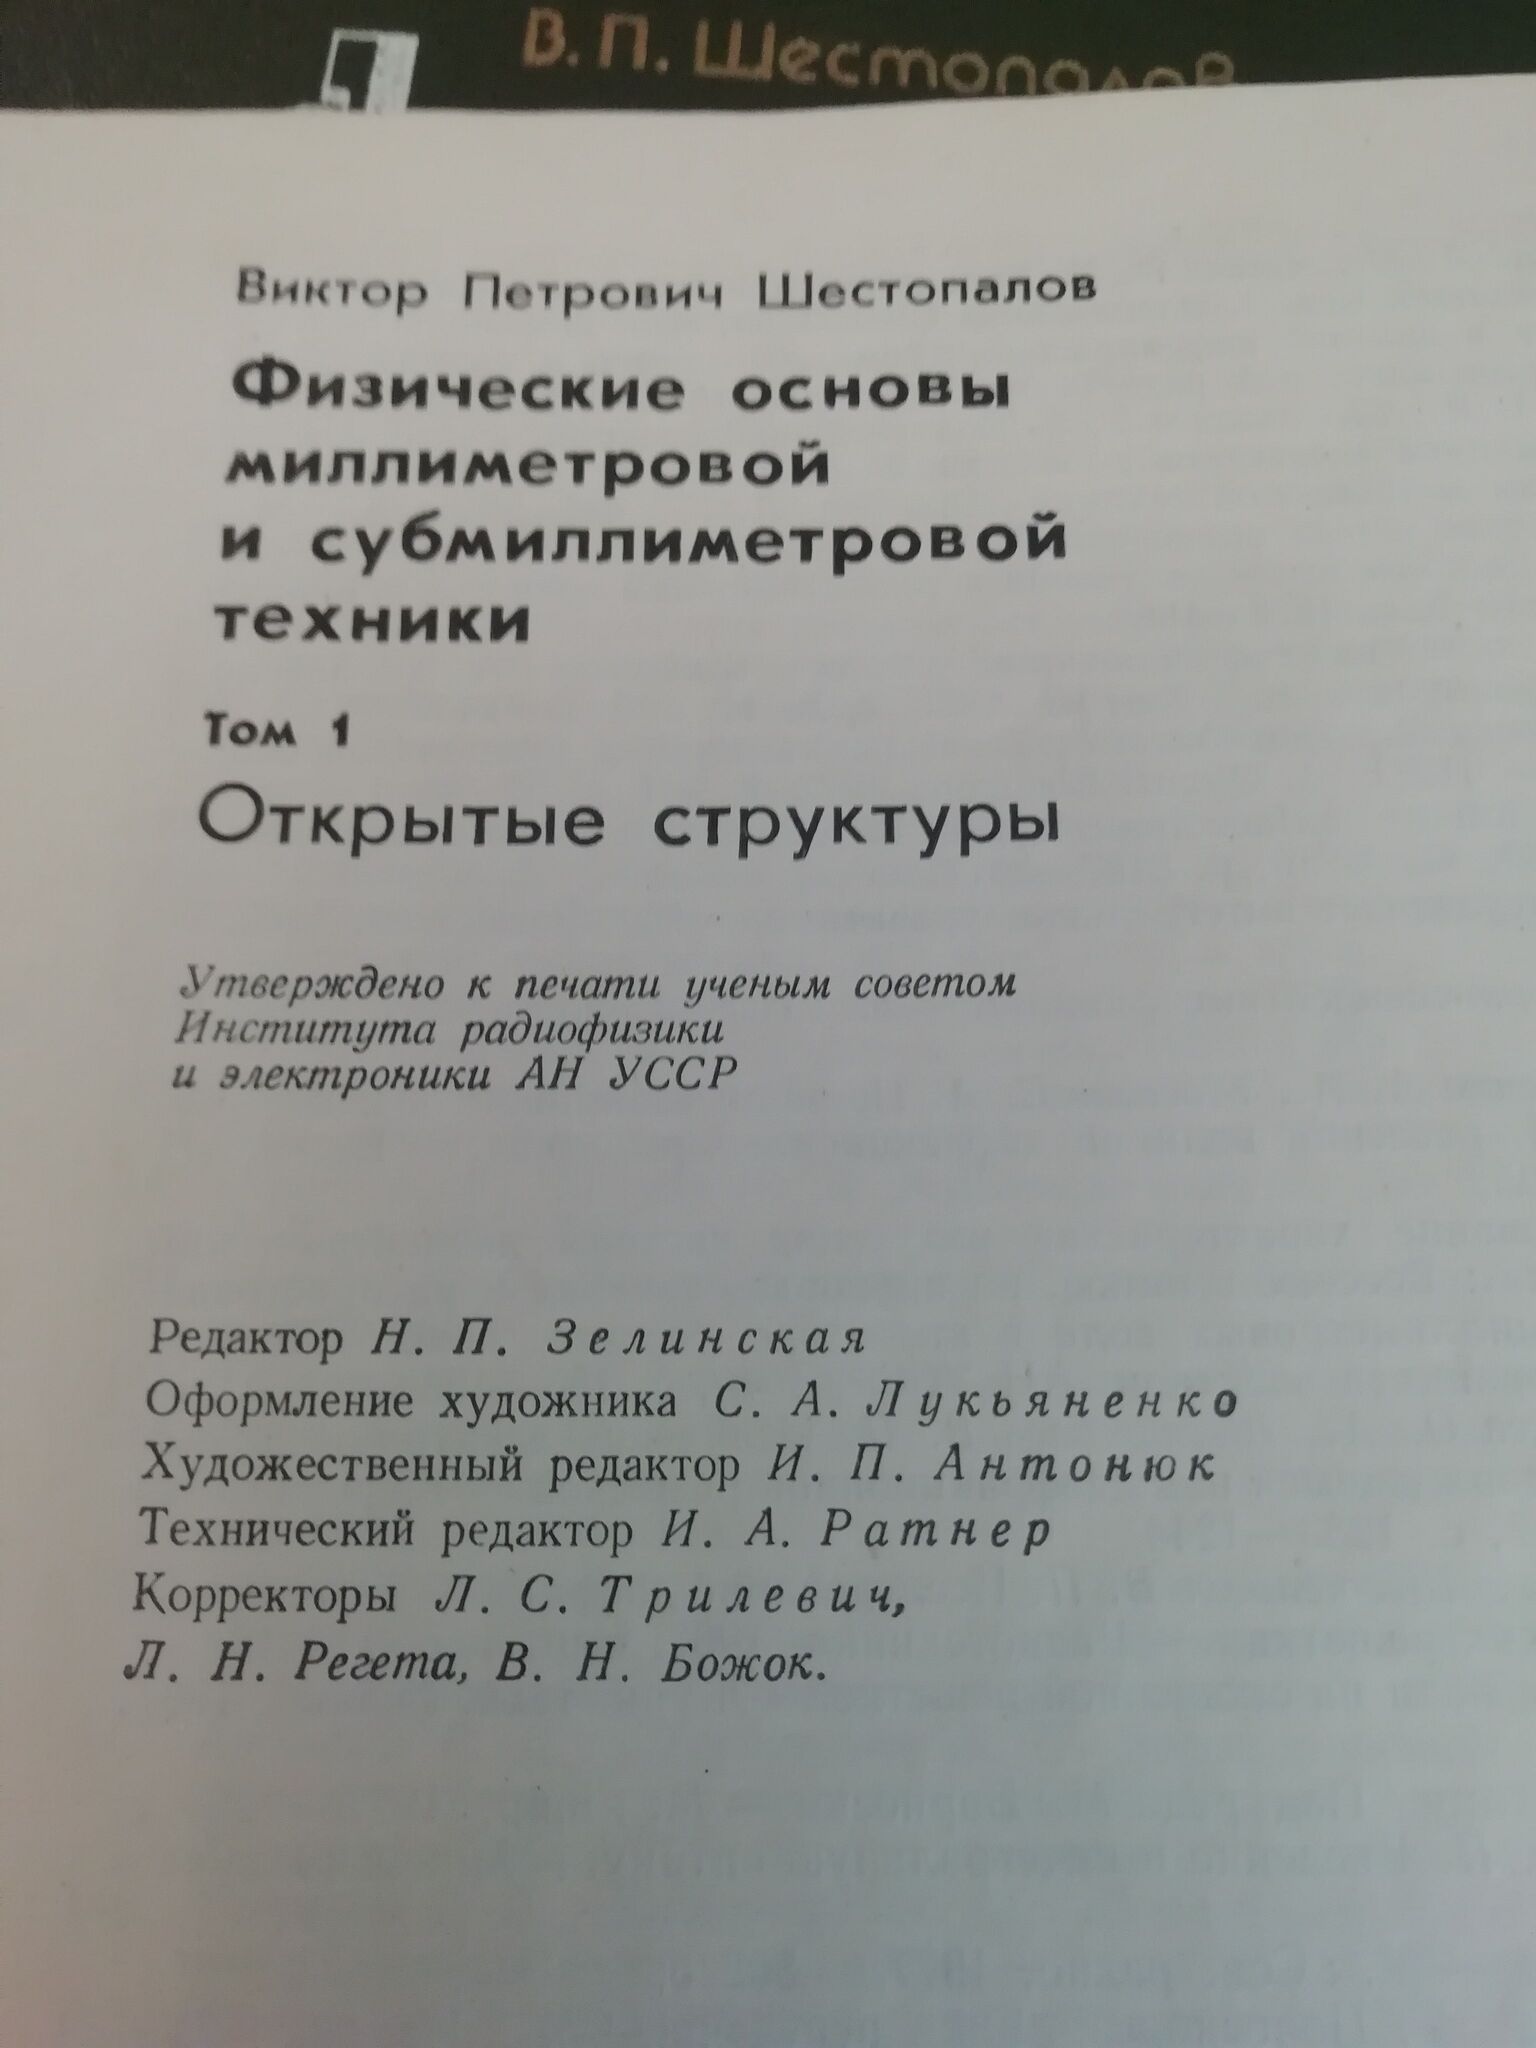 В. П. Шестопалов
Виктор Петрович Шестопалов
Физические основы
миллиметровой
и субмиллиметровой
техники
Том 1
Открытые структуры
Утверждено к печати ученым советом
Института радиофизики
и электроники АН УССР
Редактор Н. П. Зелинская
Оформление художника С. А. Лукьяненко
Художественный редактор И. П. Антонюк
Технический редактор И. А. Ратнер
Корректоры Л. С. Трилевич,
Л. Н. Регета, В. Н. Божок.